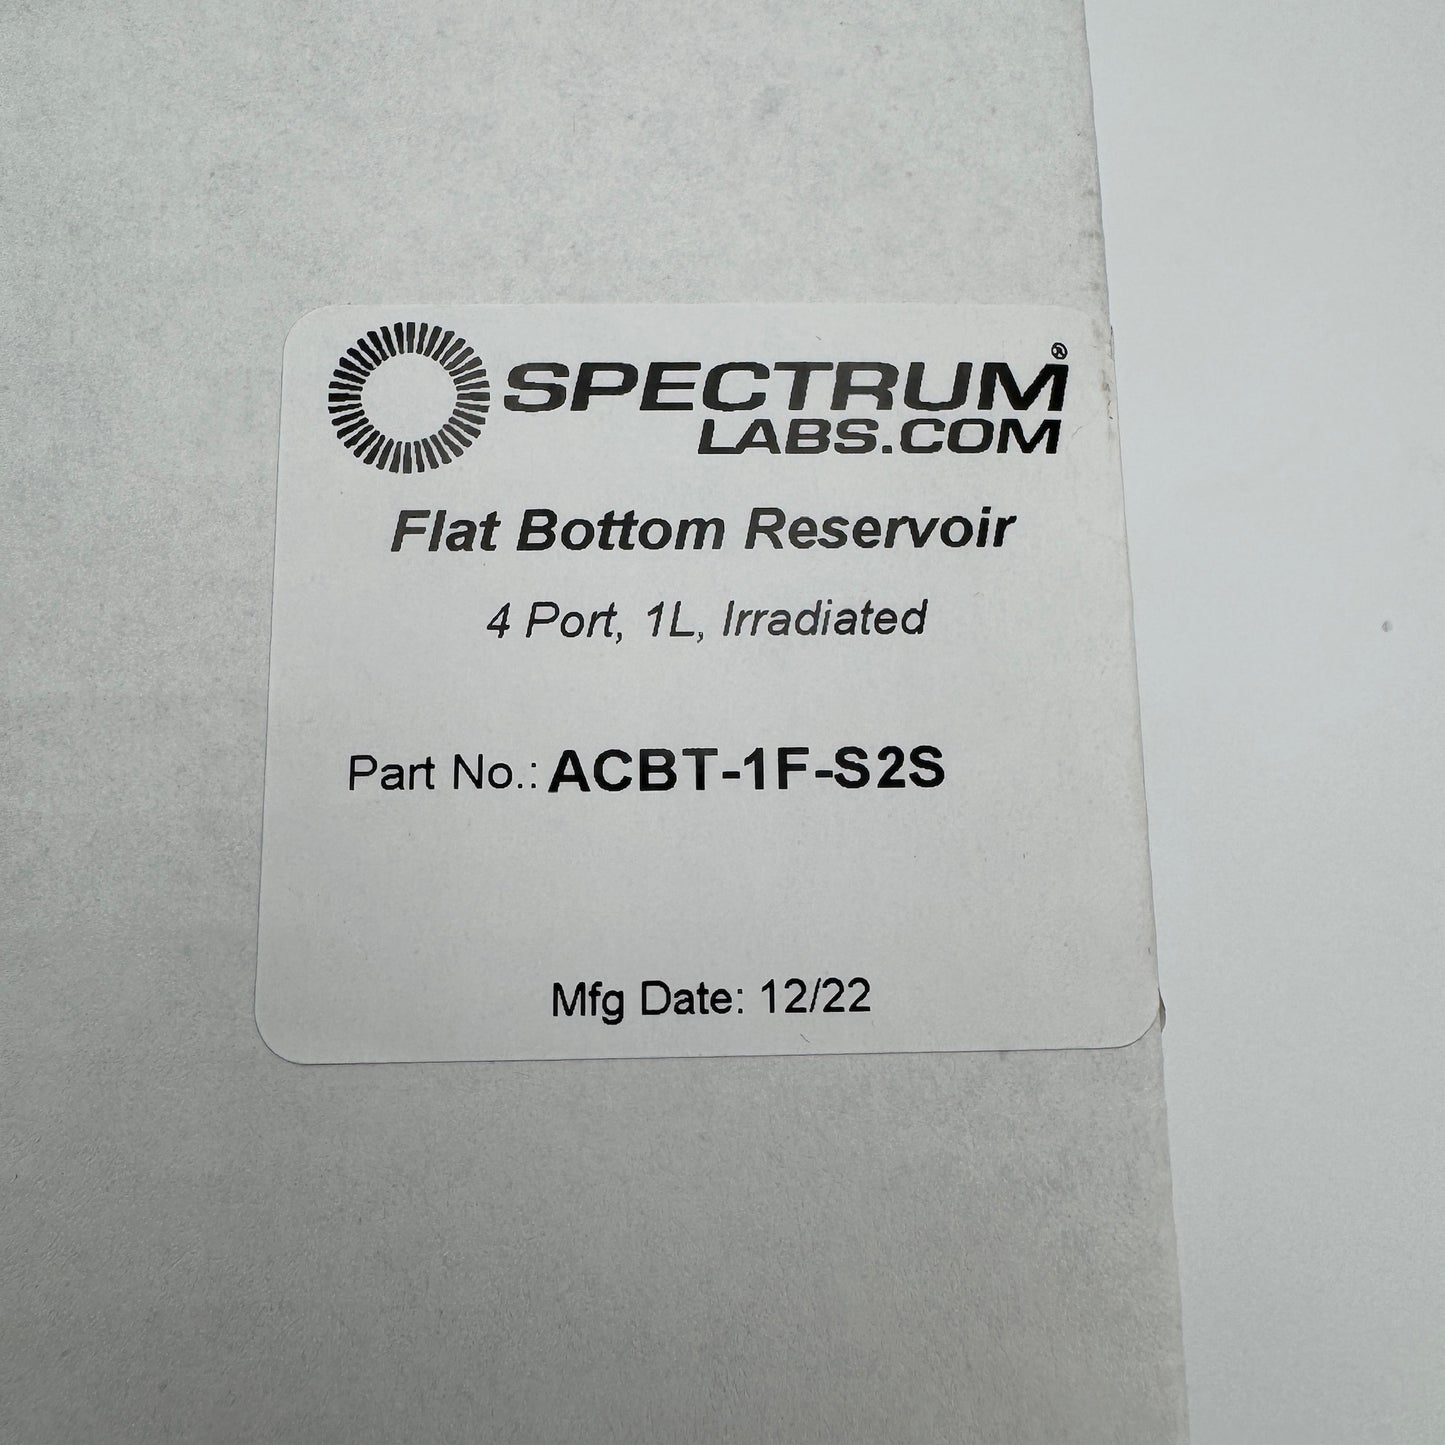 SPECTRUM®
LABS.COM
Flat Bottom Reservoir
4 Port, 1L, Irradiated
Part No.: ACBT-1F-S2S
Mfg Date: 12/22